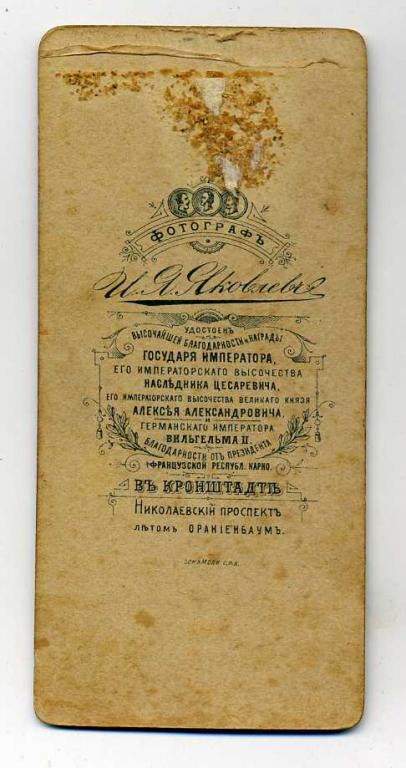 ФОТОГРАФЪ
И. Я. Яковлевъ
УДОСТОЕНЪ
ВЫСОЧАЙШЕЙ БЛАГОДАРНОСТИ и НАГРАДЫ
ГОСУДАРЯ ИМПЕРАТОРА,
ЕГО ИМПЕРАТОРСКАГО ВЫСОЧЕСТВА
НАСЛѢДНИКА ЦЕСАРЕВИЧА,
ЕГО ИМПЕРАТОРСКАГО ВЫСОЧЕСТВА ВЕЛИКАГО КНЯЗЯ
АЛЕКСѢЯ АЛЕКСАНДРОВИЧА,
И
ГЕРМАНСКАГО ИМПЕРАТОРА
ВИЛЬГЕЛЬМА II.
БЛАГОДАРНОСТИ ОТЪ ПРЕЗИДЕНТА
ФРАНЦУЗСКОЙ РЕСПУБЛ. КАРНО.
ВЪ КРОНШТАДТѢ
НИКОЛАЕВСКІЙ ПРОСПЕКТЪ
ЛѢТОМЪ ОРАНІЕНБАУМЪ.